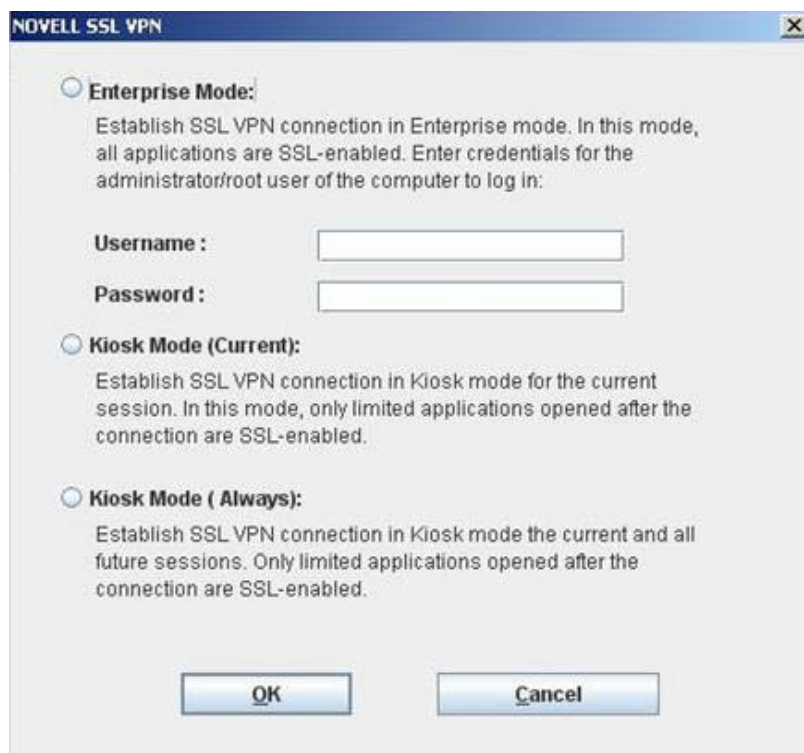 NOVELL SSL VPN
Enterprise Mode:
Establish SSL VPN connection in Enterprise mode. In this mode,
all applications are SSL-enabled. Enter credentials for the
administrator/root user of the computer to log in:
Username :
Password :
Kiosk Mode (Current):
Establish SSL VPN connection in Kiosk mode for the current
session. In this mode, only limited applications opened after the
connection are SSL-enabled.
Kiosk Mode ( Always):
Establish SSL VPN connection in Kiosk mode the current and all
future sessions. Only limited applications opened after the
connection are SSL-enabled.
OK
Cancel